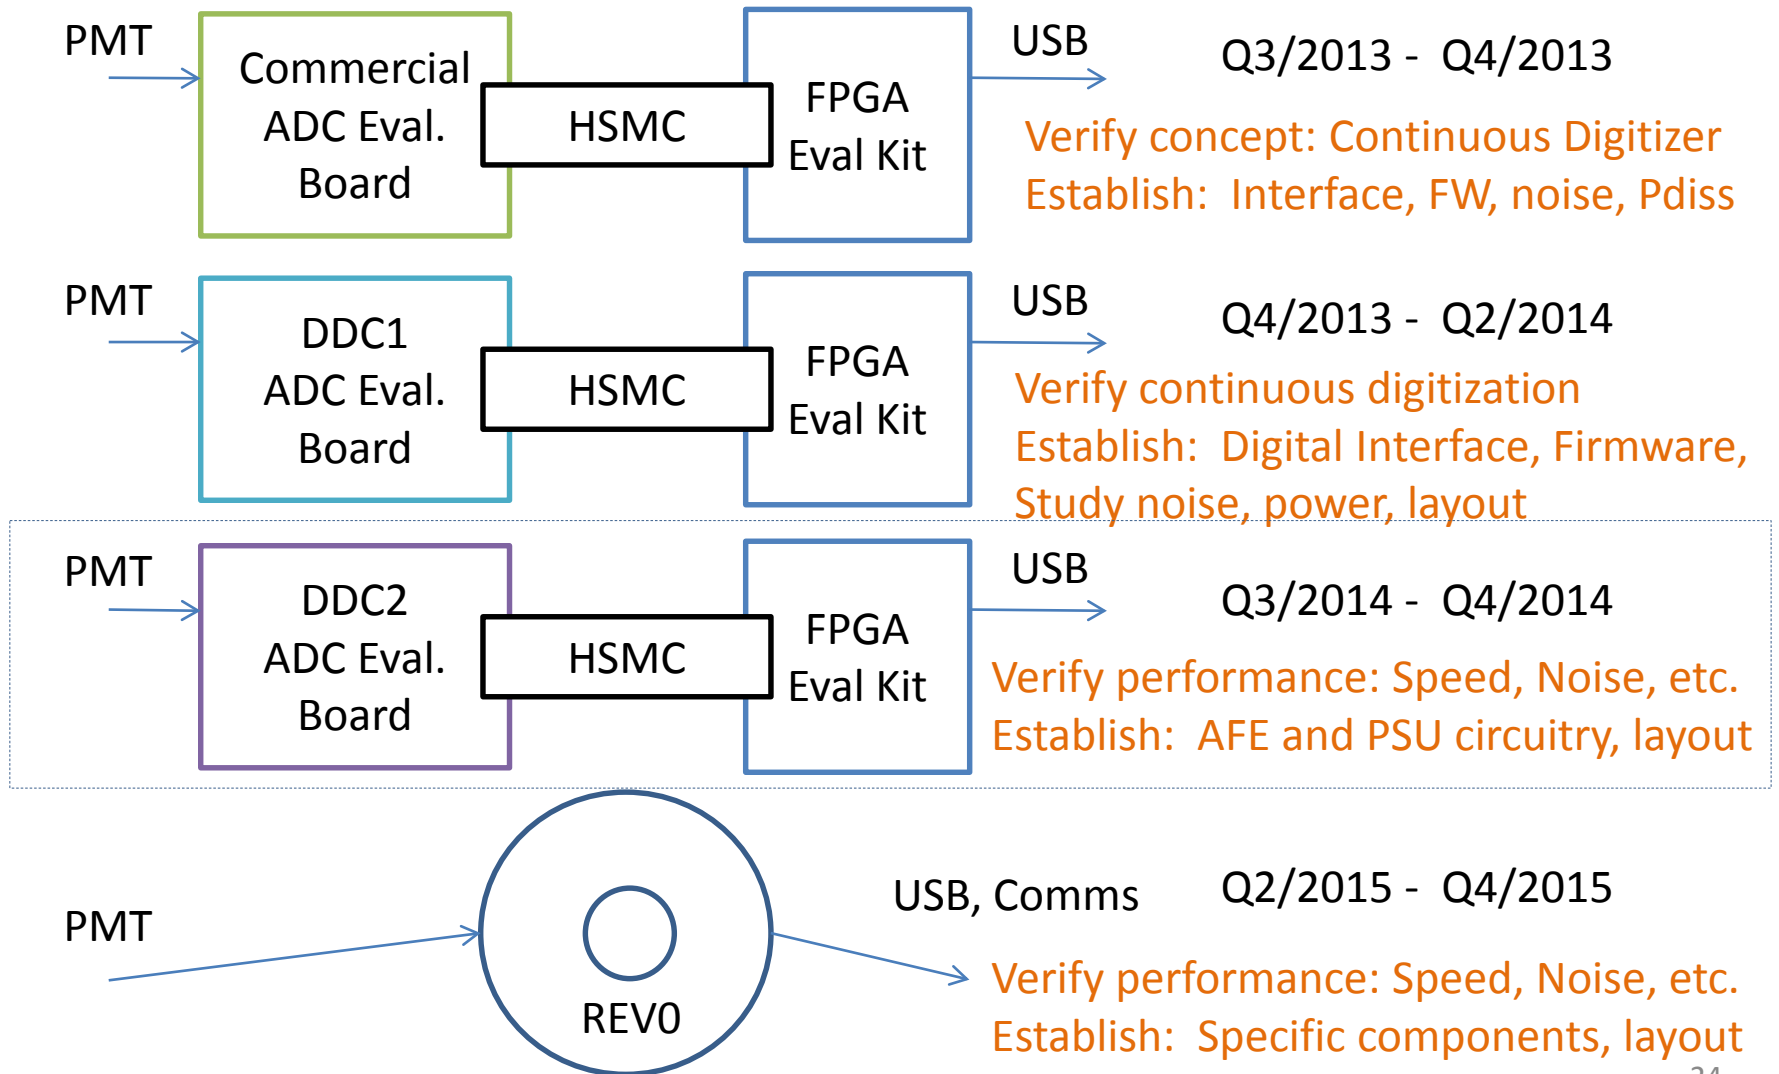 PMT
Commercial
ADC Eval.
Board
HSMC
FPGA
Eval Kit
USB
Q3/2013 - Q4/2013
Verify concept: Continuous Digitizer
Establish: Interface, FW, noise, Pdiss
PMT
DDC1
ADC Eval.
Board
HSMC
FPGA
Eval Kit
USB
Q4/2013 - Q2/2014
Verify continuous digitization
Establish: Digital Interface, Firmware,
Study noise, power, layout
PMT
DDC2
ADC Eval.
Board
HSMC
FPGA
Eval Kit
USB
Q3/2014 - Q4/2014
Verify performance: Speed, Noise, etc.
Establish: AFE and PSU circuitry, layout
PMT
REV0
USB, Comms
Q2/2015 - Q4/2015
Verify performance: Speed, Noise, etc.
Establish: Specific components, layout